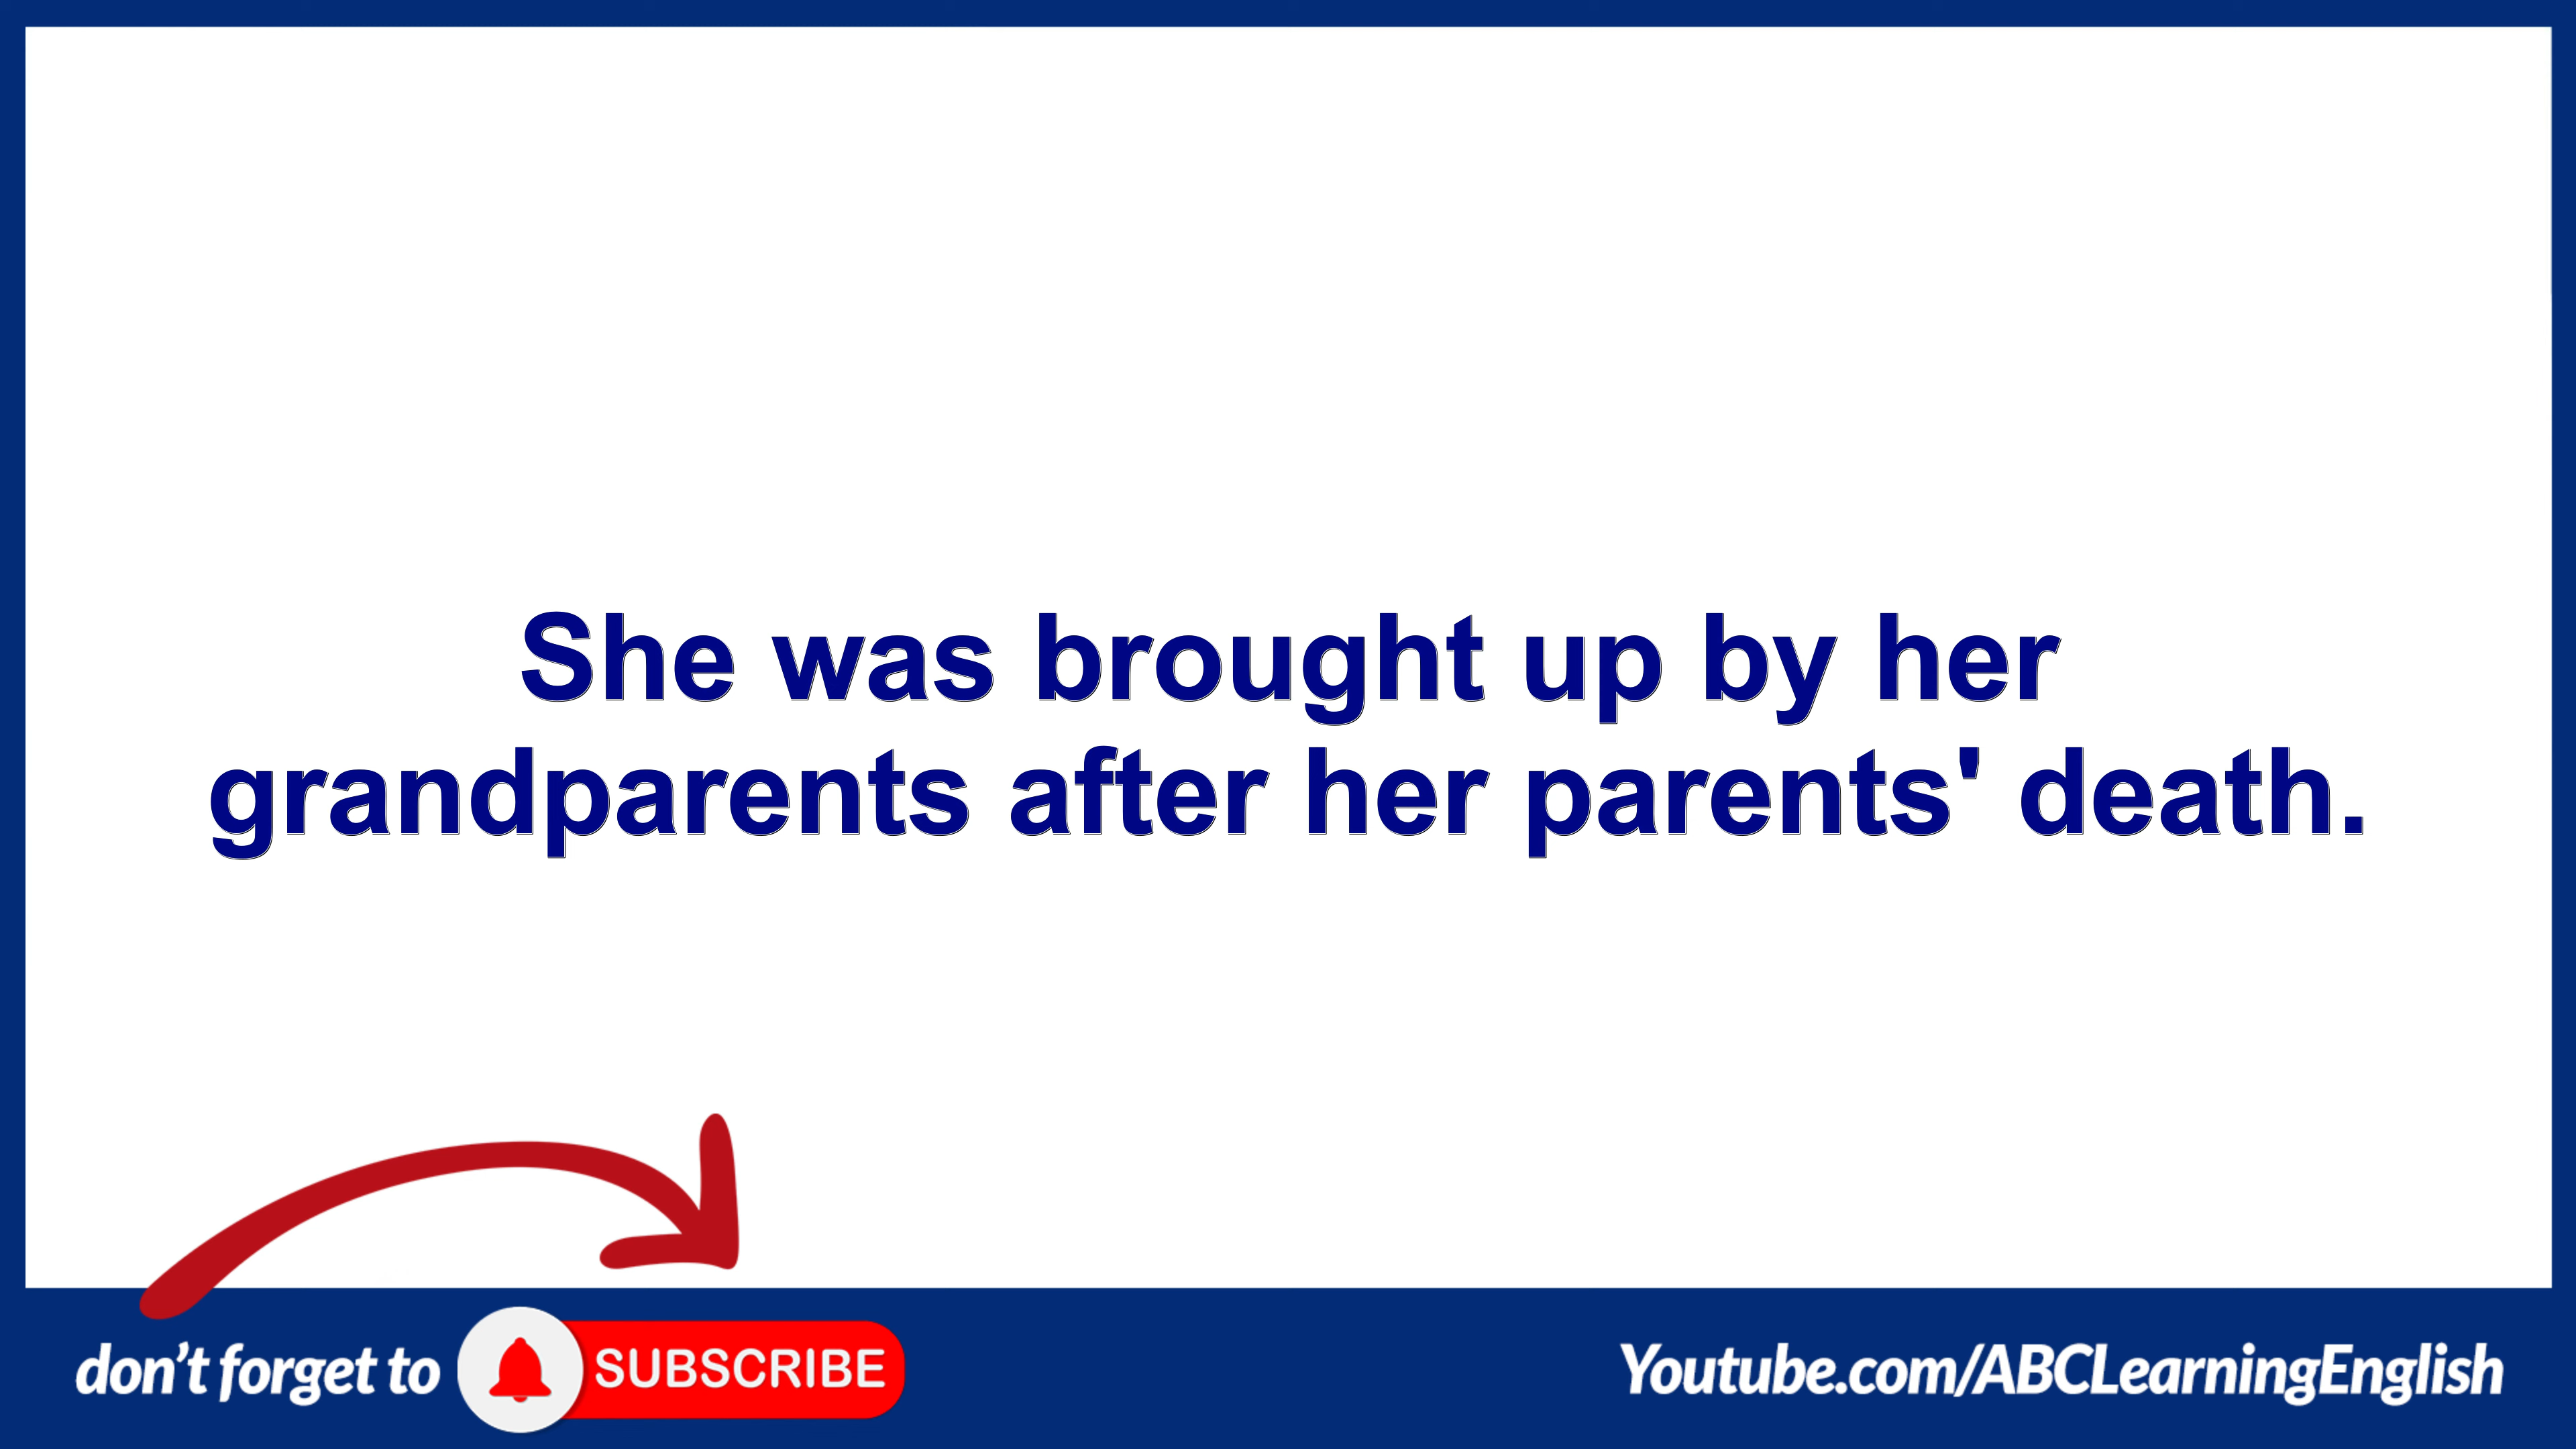 She was brought up by her
grandparents after her parents' death.
don't forget to SUBSCRIBE
Youtube.com/ABCLearningEnglish